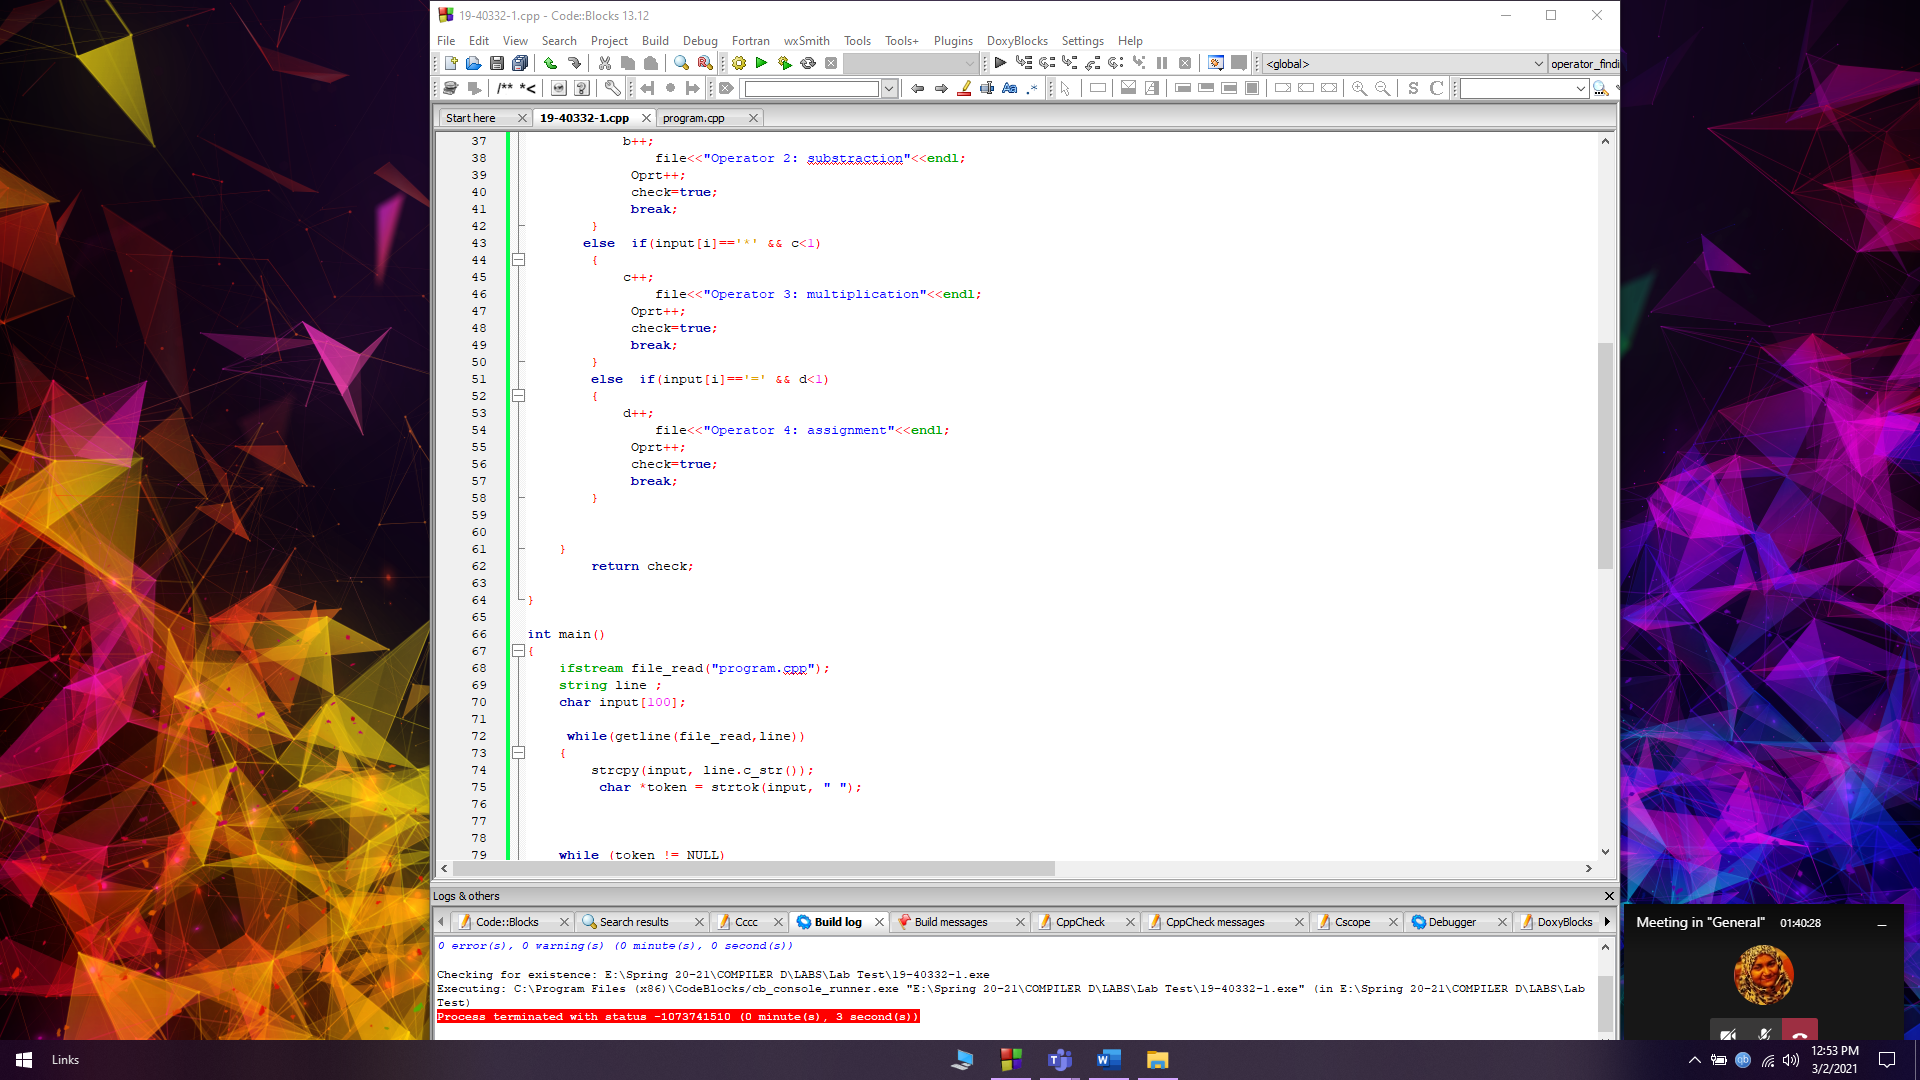 19-40332-1.cpp - Code::Blocks 13.12
File Edit View Search Project Build Debug Fortran wxSmith Tools Tools+ Plugins DoxyBlocks Settings Help
<global>
operator_findi
/** *<
Aa .*
S C
Start here
19-40332-1.cpp
program.cpp
37 b++;
38 file<<"Operator 2: substraction"<<endl;
39 Oprt++;
40 check=true;
41 break;
42 }
43 else  if(input[i]=='*' && c<1)
44 {
45 c++;
46 file<<"Operator 3: multiplication"<<endl;
47 Oprt++;
48 check=true;
49 break;
50 }
51 else  if(input[i]=='=' && d<1)
52 {
53 d++;
54 file<<"Operator 4: assignment"<<endl;
55 Oprt++;
56 check=true;
57 break;
58 }
59
60
61 }
62 return check;
63
64 }
65
66 int main()
67 {
68 ifstream file_read("program.cpp");
69 string line ;
70 char input[100];
71
72 while(getline(file_read,line))
73 {
74 strcpy(input, line.c_str());
75 char *token = strtok(input, " ");
76
77
78
79 while (token != NULL)
Logs & others
Code::Blocks
Search results
Cccc
Build log
Build messages
CppCheck
CppCheck messages
Cscope
Debugger
DoxyBlocks
0 error(s), 0 warning(s) (0 minute(s), 0 second(s))
Checking for existence: E:\Spring 20-21\COMPILER D\LABS\Lab Test\19-40332-1.exe
Executing: C:\Program Files (x86)\CodeBlocks/cb_console_runner.exe "E:\Spring 20-21\COMPILER D\LABS\Lab Test\19-40332-1.exe" (in E:\Spring 20-21\COMPILER D\LABS\Lab
Test)
Process terminated with status -1073741510 (0 minute(s), 3 second(s))
Meeting in "General" 01:40:28
Links
12:53 PM
3/2/2021